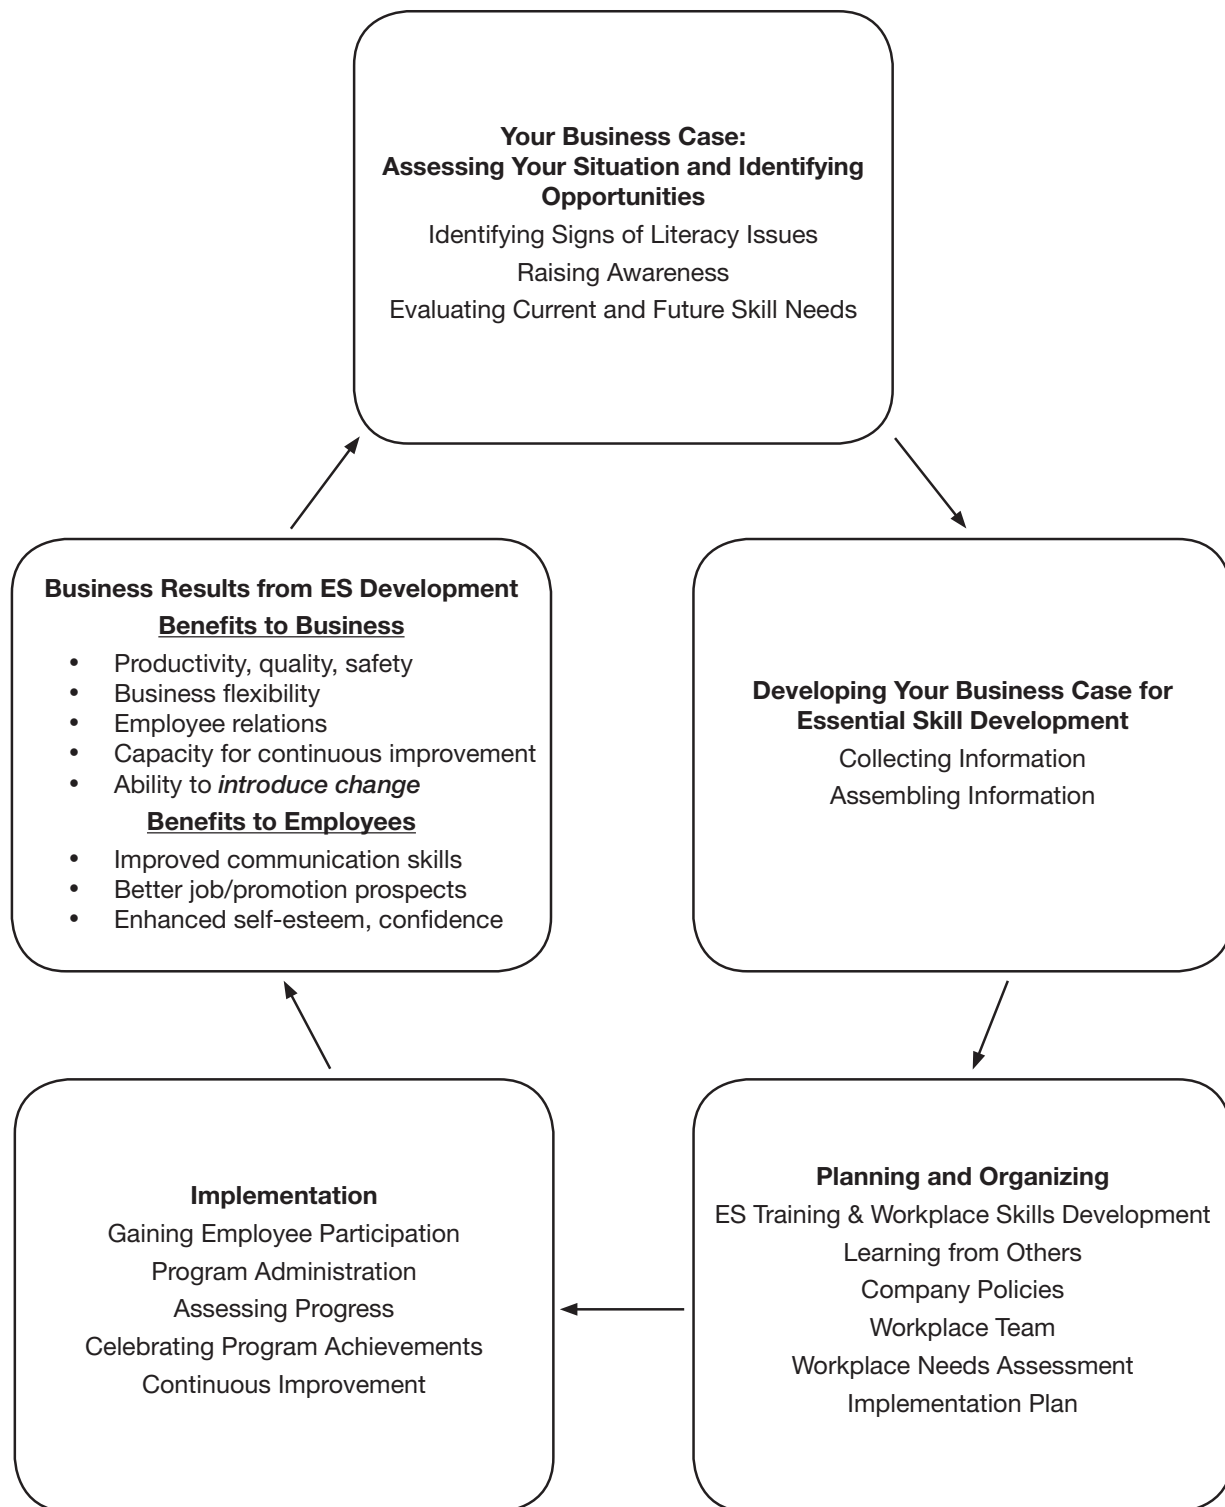 Your Business Case:
Assessing Your Situation and Identifying
Opportunities
Identifying Signs of Literacy Issues
Raising Awareness
Evaluating Current and Future Skill Needs
Developing Your Business Case for
Essential Skill Development
Collecting Information
Assembling Information
Planning and Organizing
ES Training & Workplace Skills Development
Learning from Others
Company Policies
Workplace Team
Workplace Needs Assessment
Implementation Plan
Implementation
Gaining Employee Participation
Program Administration
Assessing Progress
Celebrating Program Achievements
Continuous Improvement
Business Results from ES Development
Benefits to Business
• Productivity, quality, safety
• Business flexibility
• Employee relations
• Capacity for continuous improvement
• Ability to introduce change
Benefits to Employees
• Improved communication skills
• Better job/promotion prospects
• Enhanced self-esteem, confidence